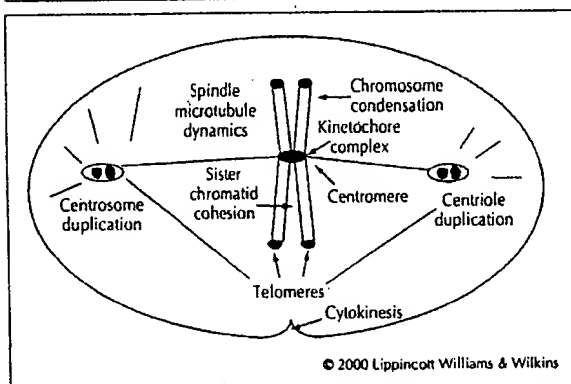 Spindle
microtubule
dynamics
Chromosome
condensation
Kinetochore
complex
Sister
chromatid
cohesion
Centromere
Centrosome
duplication
Centriole
duplication
Telomeres
Cytokinesis
© 2000 Lippincott Williams & Wilkins